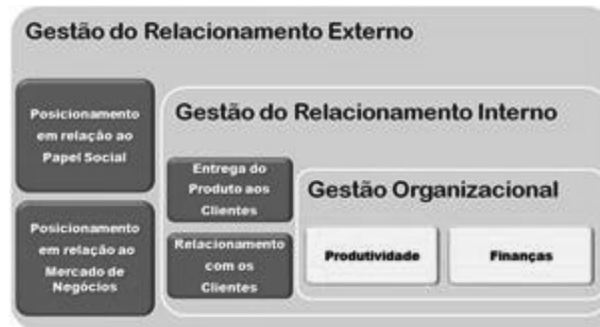 Gestão do Relacionamento Externo
Posicionamento
em relação ao
Papel Social
Gestão do Relacionamento Interno
Entrega do
Produto aos
Clientes
Gestão Organizacional
Posicionamento
em relação ao
Mercado de
Negócios
Relacionamento
com os
Clientes
Produtividade
Finanças